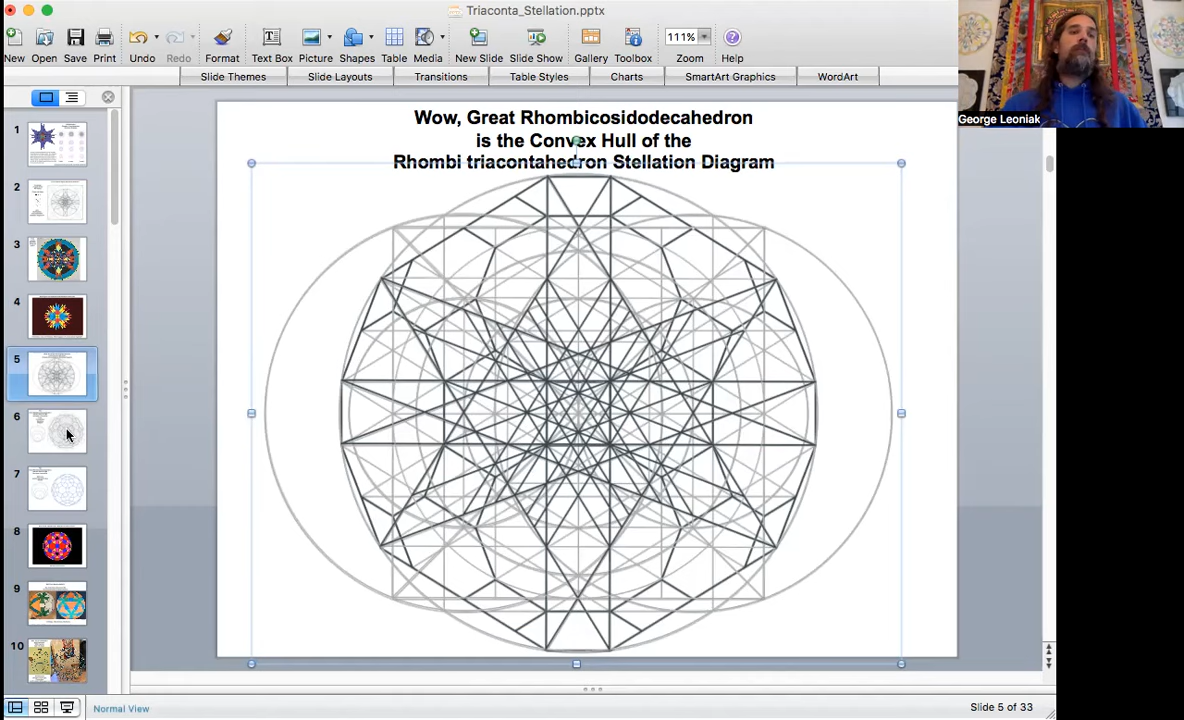 Triaconta_Stellation.pptx
111%
New Open Save Print Undo Redo Format Text Box Picture Shapes Table Media New Slide Slide Show Gallery Toolbox Zoom Help
Slide Themes Slide Layouts Transitions Table Styles Charts SmartArt Graphics WordArt
George Leoniak
Wow, Great Rhombicosidodecahedron
is the Convex Hull of the
Rhombi triacontahedron Stellation Diagram
1
2
3
4
5
6
7
8
9
10
Normal View
Slide 5 of 33